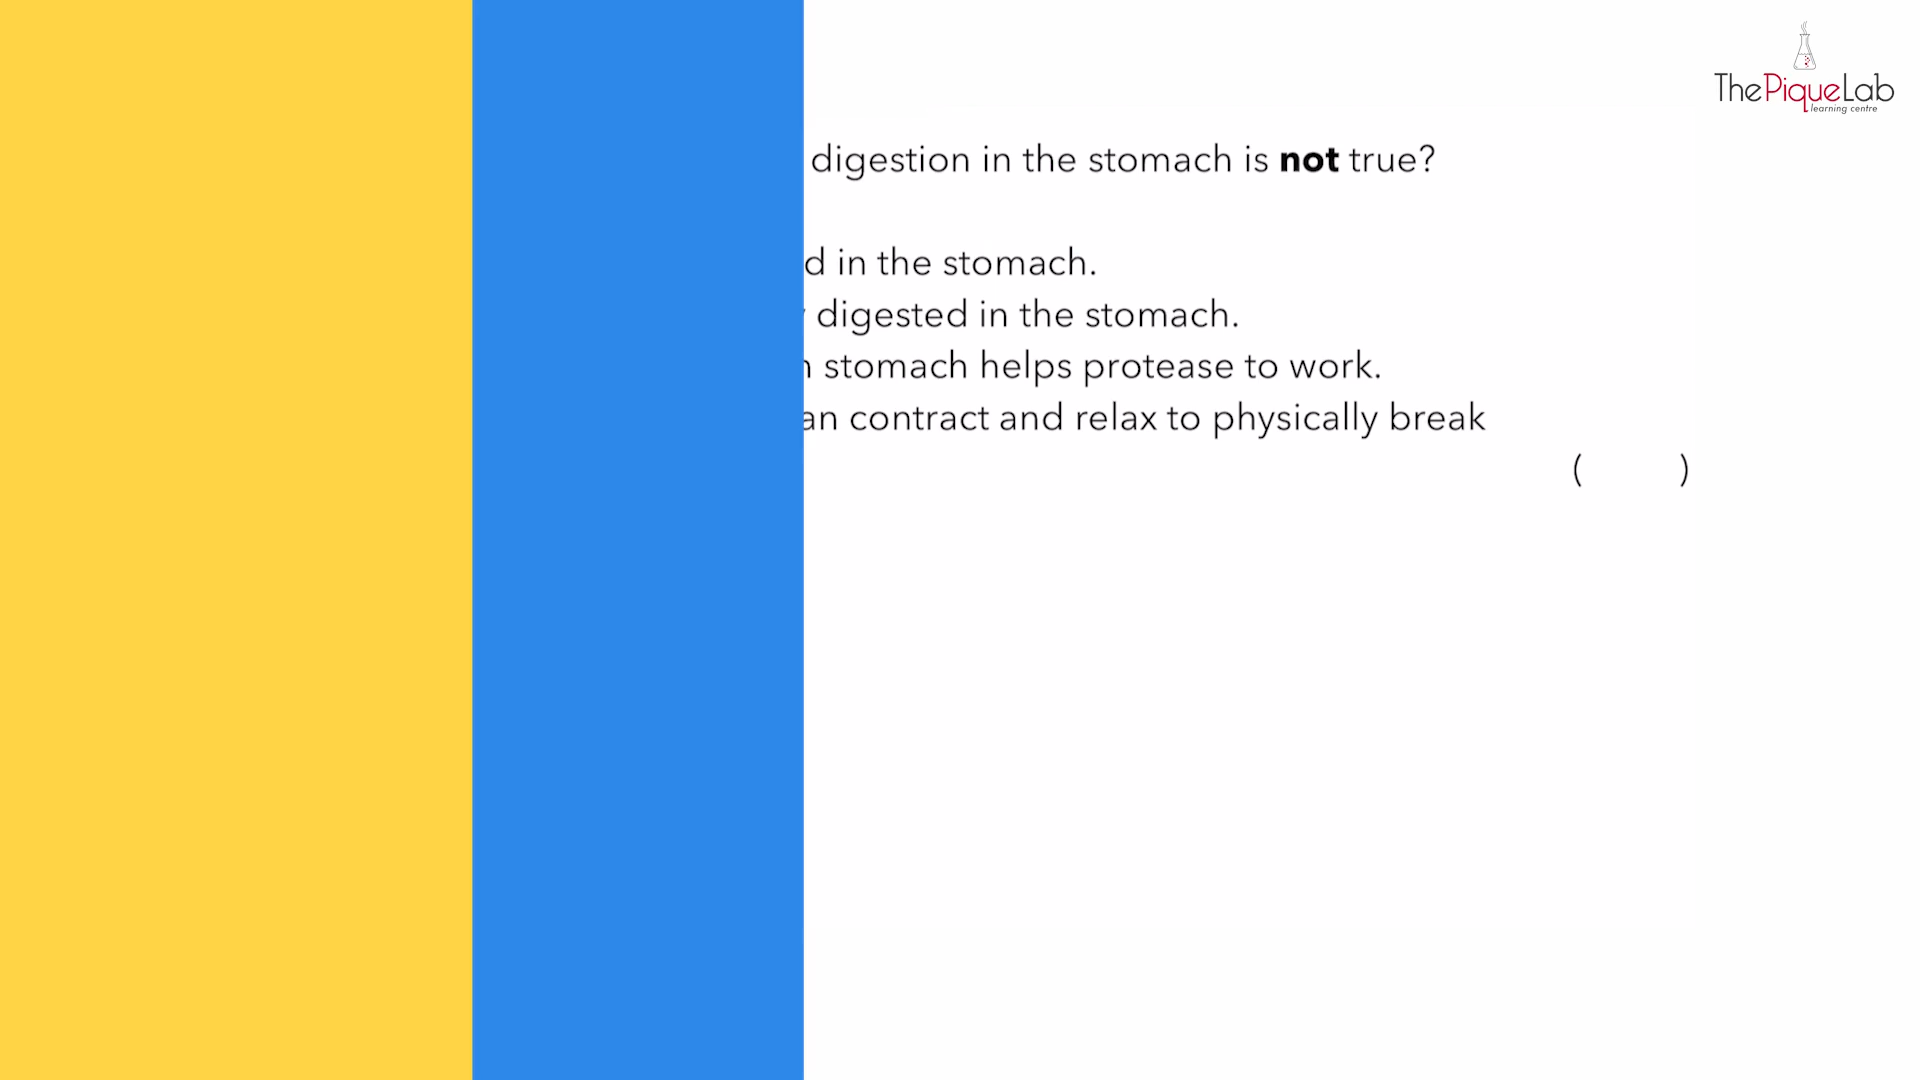 ThePiqueLab
learning centre
digestion in the stomach is not true?
d in the stomach.
digested in the stomach.
stomach helps protease to work.
an contract and relax to physically break
( )